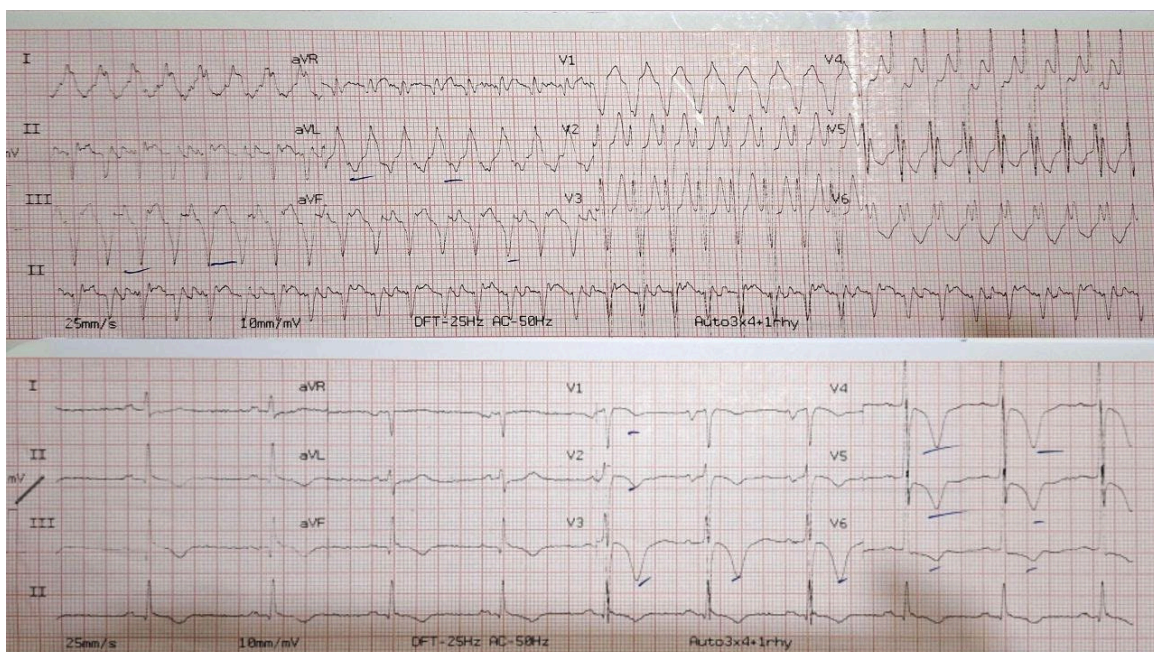 I aVR V1 V4
II aVL V2 V5
mV
III aVF V3 V6
II
25mm/s 10mm/mV DFT-25Hz AC-50Hz Auto3x4+1rhy
I aVR V1 V4
II aVL V2 V5
mV
III aVF V3 V6
II
25mm/s 10mm/mV DFT-25Hz AC-50Hz Auto3x4+1rhy